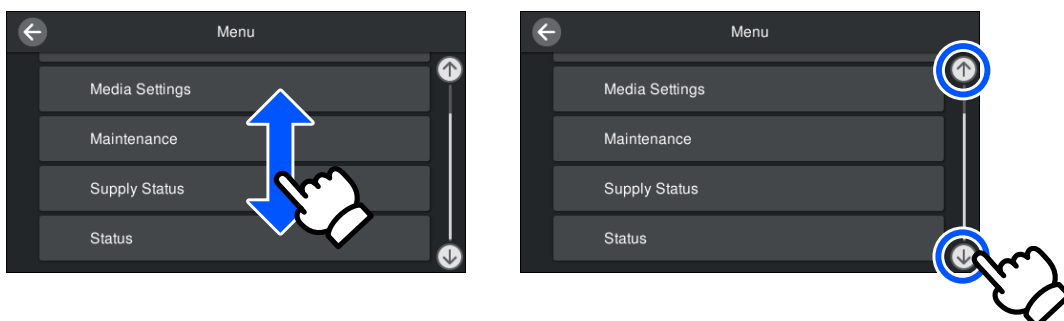 Menu
Media Settings
Maintenance
Supply Status
Status
Menu
Media Settings
Maintenance
Supply Status
Status